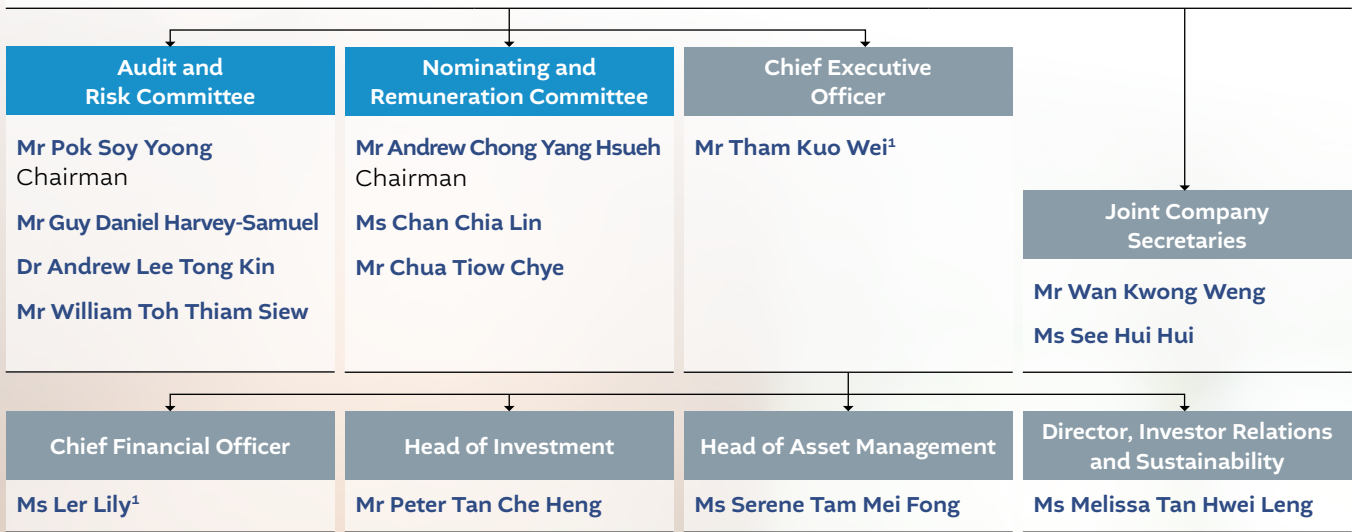 Audit and
Risk Committee
Mr Pok Soy Yoong
Chairman
Mr Guy Daniel Harvey-Samuel
Dr Andrew Lee Tong Kin
Mr William Toh Thiam Siew
Nominating and
Remuneration Committee
Mr Andrew Chong Yang Hsueh
Chairman
Ms Chan Chia Lin
Mr Chua Tiow Chye
Chief Executive
Officer
Mr Tham Kuo Wei¹
Joint Company
Secretaries
Mr Wan Kwong Weng
Ms See Hui Hui
Chief Financial Officer
Ms Ler Lily¹
Head of Investment
Mr Peter Tan Che Heng
Head of Asset Management
Ms Serene Tam Mei Fong
Director, Investor Relations
and Sustainability
Ms Melissa Tan Hwei Leng